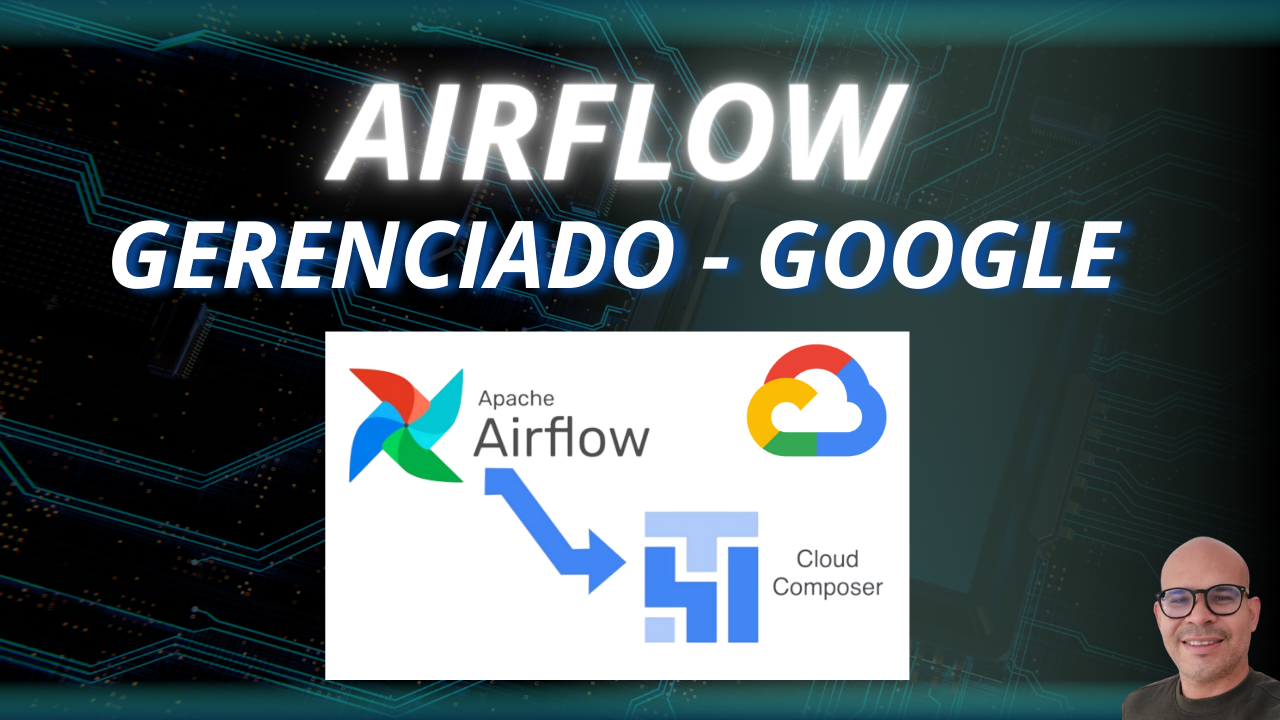 AIRFLOW
GERENCIADO - GOOGLE
Apache
Airflow
Cloud
Composer